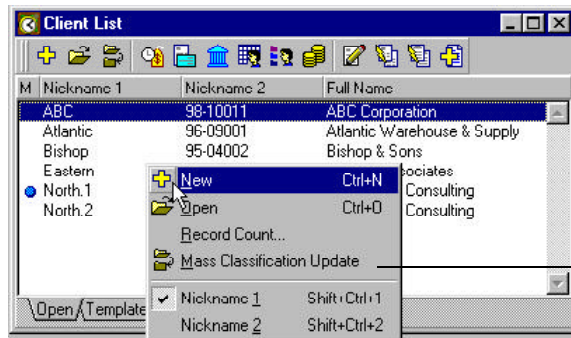 Client List
M Nickname 1 Nickname 2 Full Name
ABC 98-10011 ABC Corporation
Atlantic 96-09001 Atlantic Warehouse & Supply
Bishop 95-04002 Bishop & Sons
Eastern sociates
North.1 Consulting
North.2 Consulting
New Ctrl+N
Open Ctrl+O
Record Count...
Mass Classification Update
Nickname 1 Shift+Ctrl+1
Nickname 2 Shift+Ctrl+2
Open Template